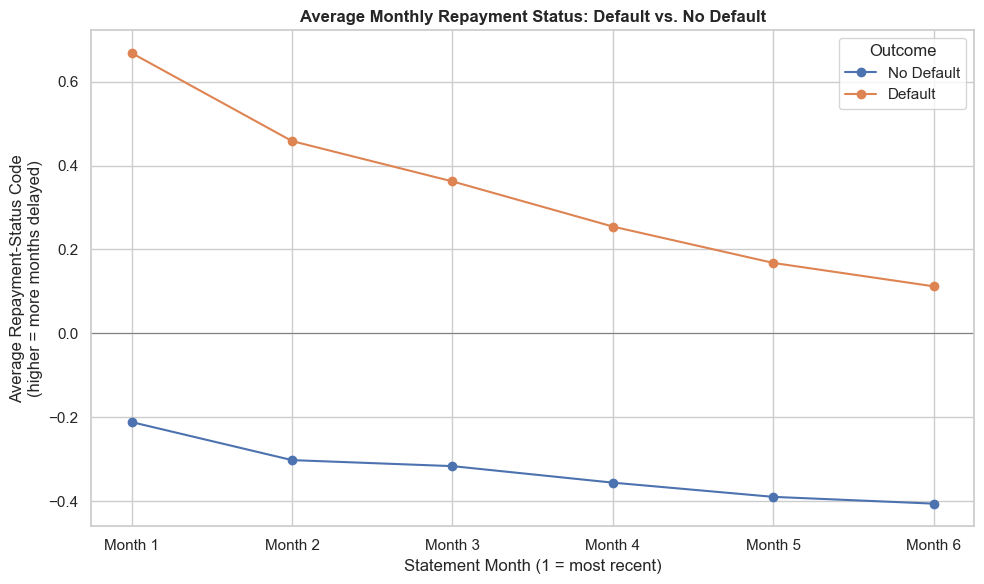 Average Monthly Repayment Status: Default vs. No Default
Outcome
No Default
Default
Average Repayment-Status Code
(higher = more months delayed)
0.6
0.4
0.2
0.0
−0.2
−0.4
Month 1 Month 2 Month 3 Month 4 Month 5 Month 6
Statement Month (1 = most recent)